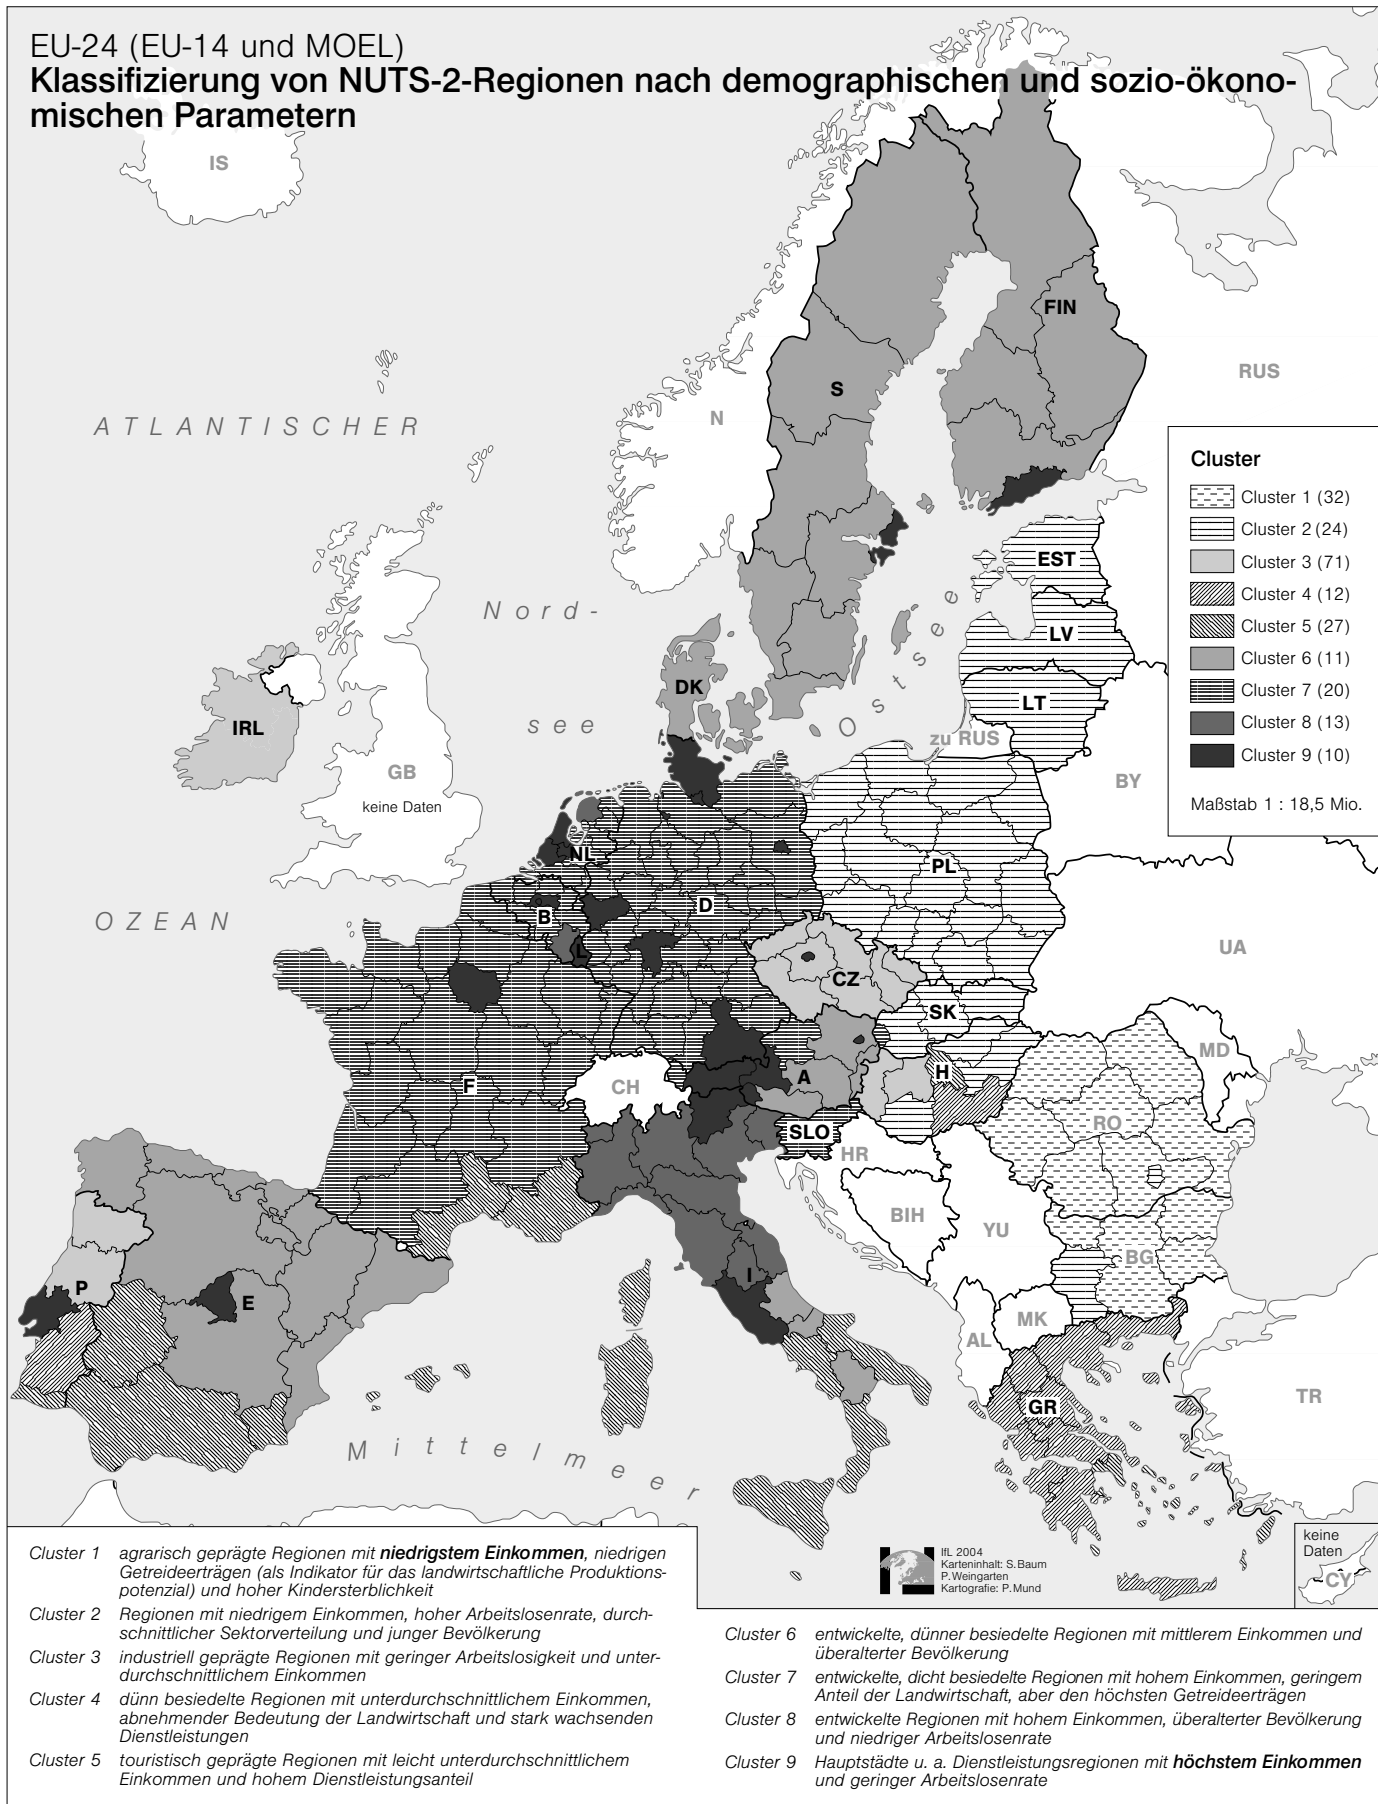 EU-24 (EU-14 und MOEL)
Klassifizierung von NUTS-2-Regionen nach demographischen und sozio-ökono-
mischen Parametern
IS
FIN
S
RUS
N
ATLANTISCHER
Cluster
Cluster 1 (32)
Cluster 2 (24)
Cluster 3 (71)
Cluster 4 (12)
Cluster 5 (27)
Cluster 6 (11)
Cluster 7 (20)
Cluster 8 (13)
Cluster 9 (10)
Maßstab 1 : 18,5 Mio.
EST
Nord-
LV
DK
LT
Ostsee
see
IRL
zu RUS
GB
keine Daten
BY
NL
PL
B
D
OZEAN
L
UA
CZ
SK
MD
H
A
CH
F
RO
SLO
HR
BIH
YU
BG
I
P
E
MK
AL
TR
GR
Mittelmeer
keine
Daten
CY
IfL 2004
Karteninhalt: S.Baum
P.Weingarten
Kartografie: P.Mund
Cluster 1 agrarisch geprägte Regionen mit niedrigstem Einkommen, niedrigen
Getreideerträgen (als Indikator für das landwirtschaftliche Produktions-
potenzial) und hoher Kindersterblichkeit
Cluster 2 Regionen mit niedrigem Einkommen, hoher Arbeitslosenrate, durch-
schnittlicher Sektorverteilung und junger Bevölkerung
Cluster 3 industriell geprägte Regionen mit geringer Arbeitslosigkeit und unter-
durchschnittlichem Einkommen
Cluster 4 dünn besiedelte Regionen mit unterdurchschnittlichem Einkommen,
abnehmender Bedeutung der Landwirtschaft und stark wachsenden
Dienstleistungen
Cluster 5 touristisch geprägte Regionen mit leicht unterdurchschnittlichem
Einkommen und hohem Dienstleistungsanteil
Cluster 6 entwickelte, dünner besiedelte Regionen mit mittlerem Einkommen und
überalterter Bevölkerung
Cluster 7 entwickelte, dicht besiedelte Regionen mit hohem Einkommen, geringem
Anteil der Landwirtschaft, aber den höchsten Getreideerträgen
Cluster 8 entwickelte Regionen mit hohem Einkommen, überalterter Bevölkerung
und niedriger Arbeitslosenrate
Cluster 9 Hauptstädte u. a. Dienstleistungsregionen mit höchstem Einkommen
und geringer Arbeitslosenrate